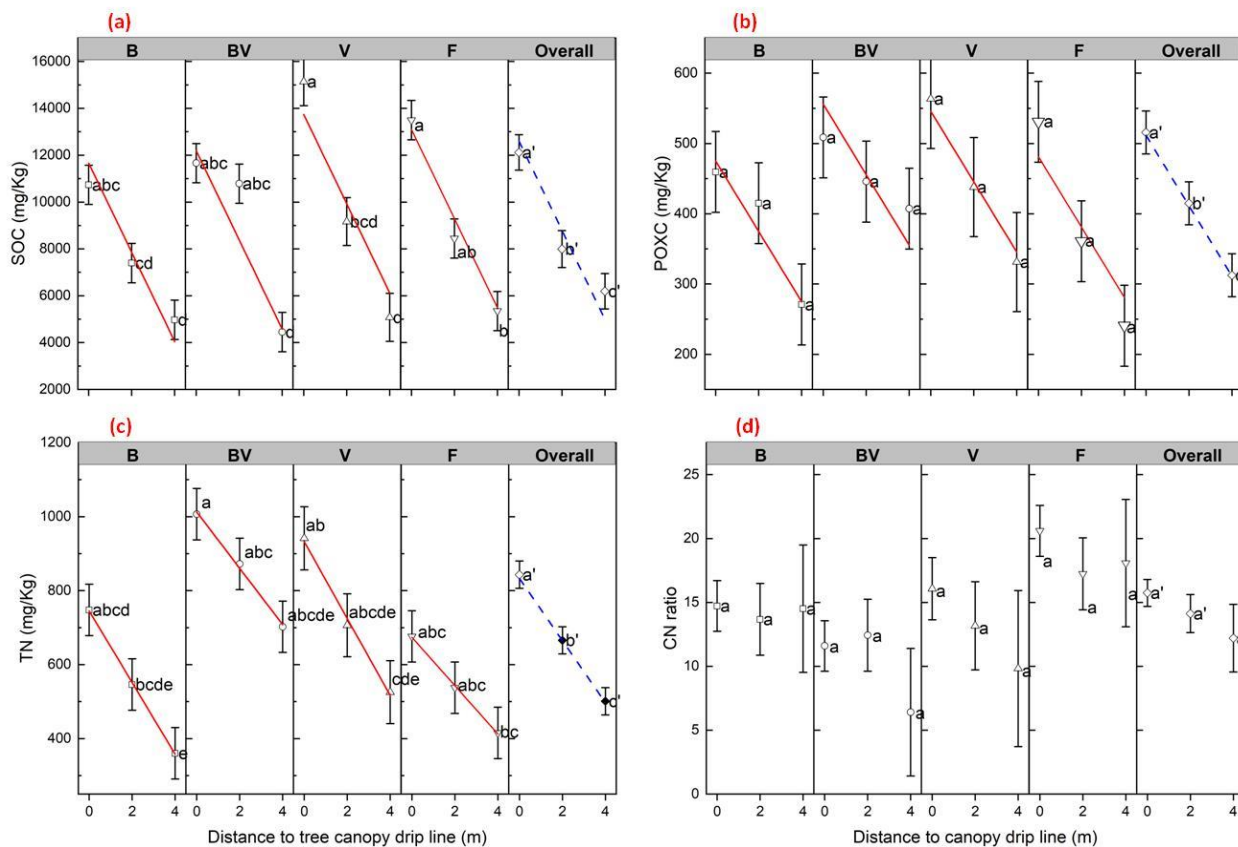 (a)
B BV V F Overall
16000
14000
12000
10000
8000
6000
4000
2000
SOC (mg/Kg)
abc cd c
abc abc c
a bcd c
a ab b
a' b' c'
(b)
B BV V F Overall
600
500
400
300
200
POXC (mg/Kg)
a a a
a a a
a a a
a a a
a' b'
(c)
B BV V F Overall
1200
1000
800
600
400
TN (mg/Kg)
abcd bcde e
a abc abcde
ab abcde cde
abc abc bc
a' b' c'
0 2 4 0 2 4 0 2 4 0 2 4 0 2 4
Distance to tree canopy drip line (m)
(d)
B BV V F Overall
25
20
15
10
5
0
CN ratio
a a a
a a a
a a a
a a a
a' a'
0 2 4 0 2 4 0 2 4 0 2 4 0 2 4
Distance to canopy drip line (m)